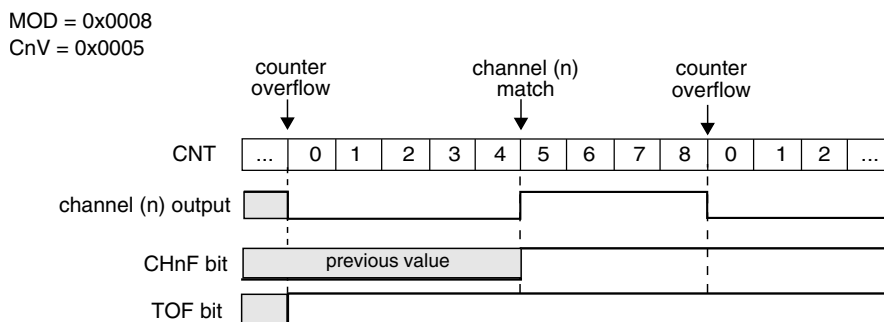 MOD = 0x0008
CnV = 0x0005
counter overflow
channel (n) match
counter overflow
CNT ... 0 1 2 3 4 5 6 7 8 0 1 2 ...
channel (n) output
CHnF bit previous value
TOF bit